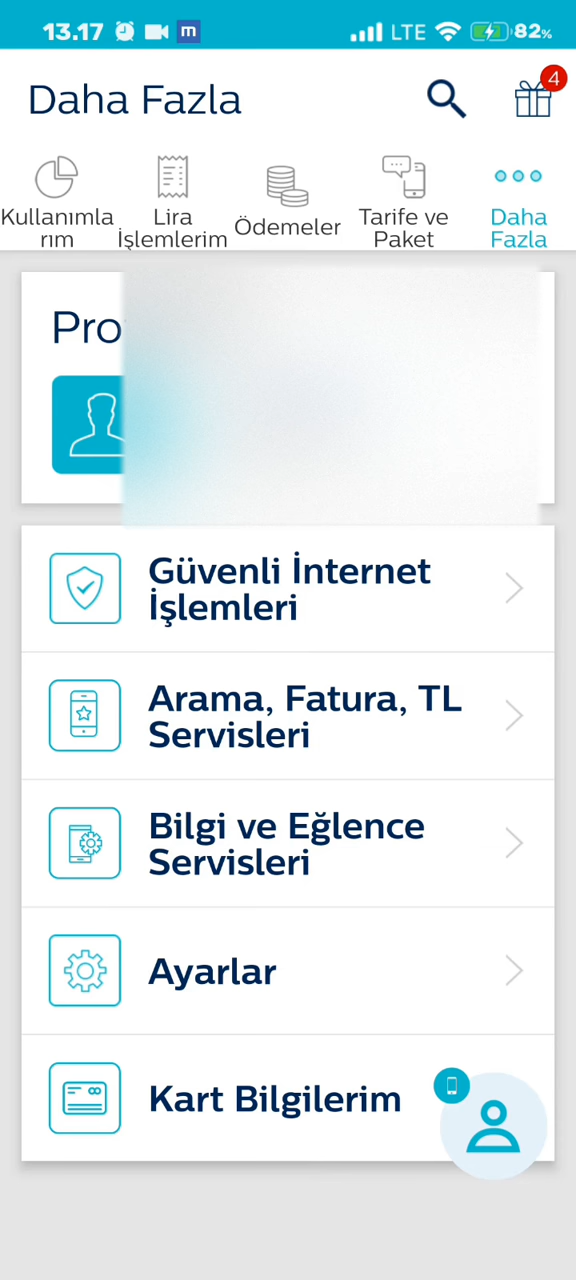 13.17 m LTE 82%
Daha Fazla 4
Kullanımla
rım
Lira
İşlemlerim
Ödemeler
Tarife ve
Paket
Daha
Fazla
Güvenli İnternet
İşlemleri
Arama, Fatura, TL
Servisleri
Bilgi ve Eğlence
Servisleri
Ayarlar
Kart Bilgilerim